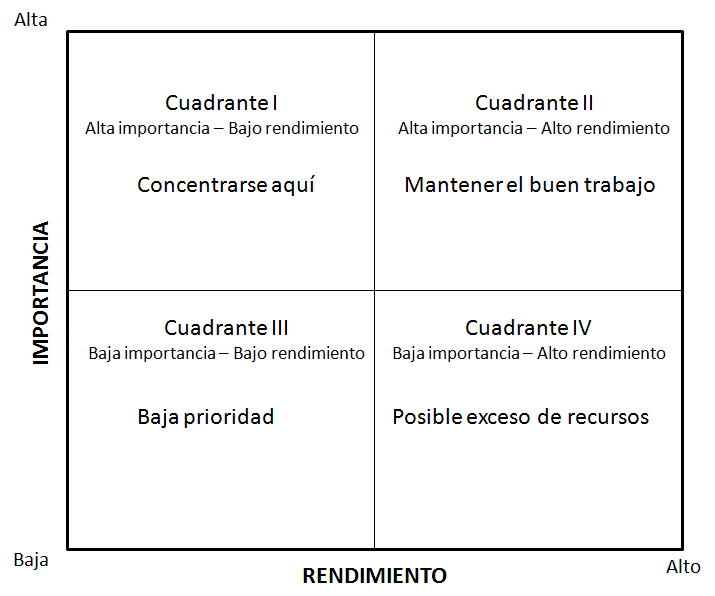 Alta
Cuadrante I
Alta importancia – Bajo rendimiento
Concentrarse aquí
Cuadrante II
Alta importancia – Alto rendimiento
Mantener el buen trabajo
IMPORTANCIA
Cuadrante III
Baja importancia – Bajo rendimiento
Baja prioridad
Cuadrante IV
Baja importancia – Alto rendimiento
Posible exceso de recursos
Baja
RENDIMIENTO
Alto